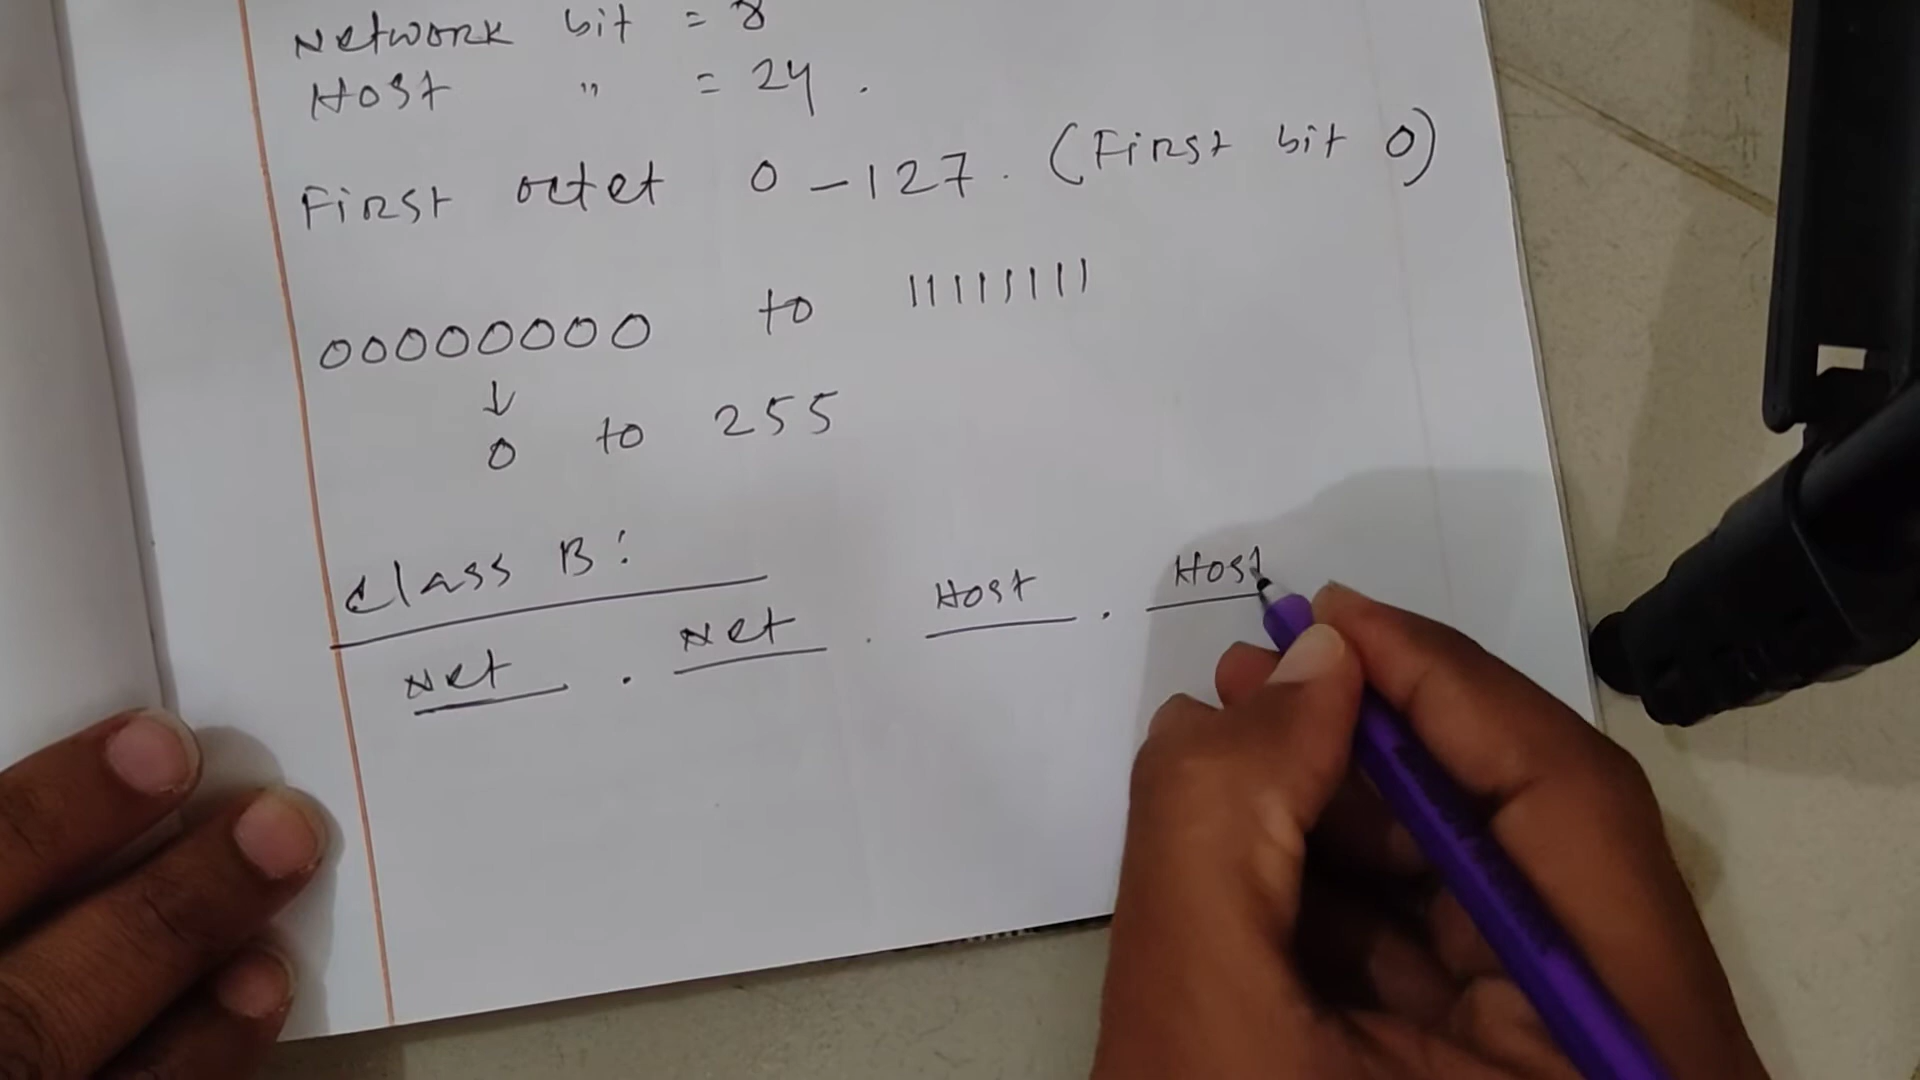 Network bit = 8
Host " = 24.
First octet 0-127. (First bit 0)
00000000 to 11111111
↓
0 to 255
Class B:
Net . Net . Host . Host